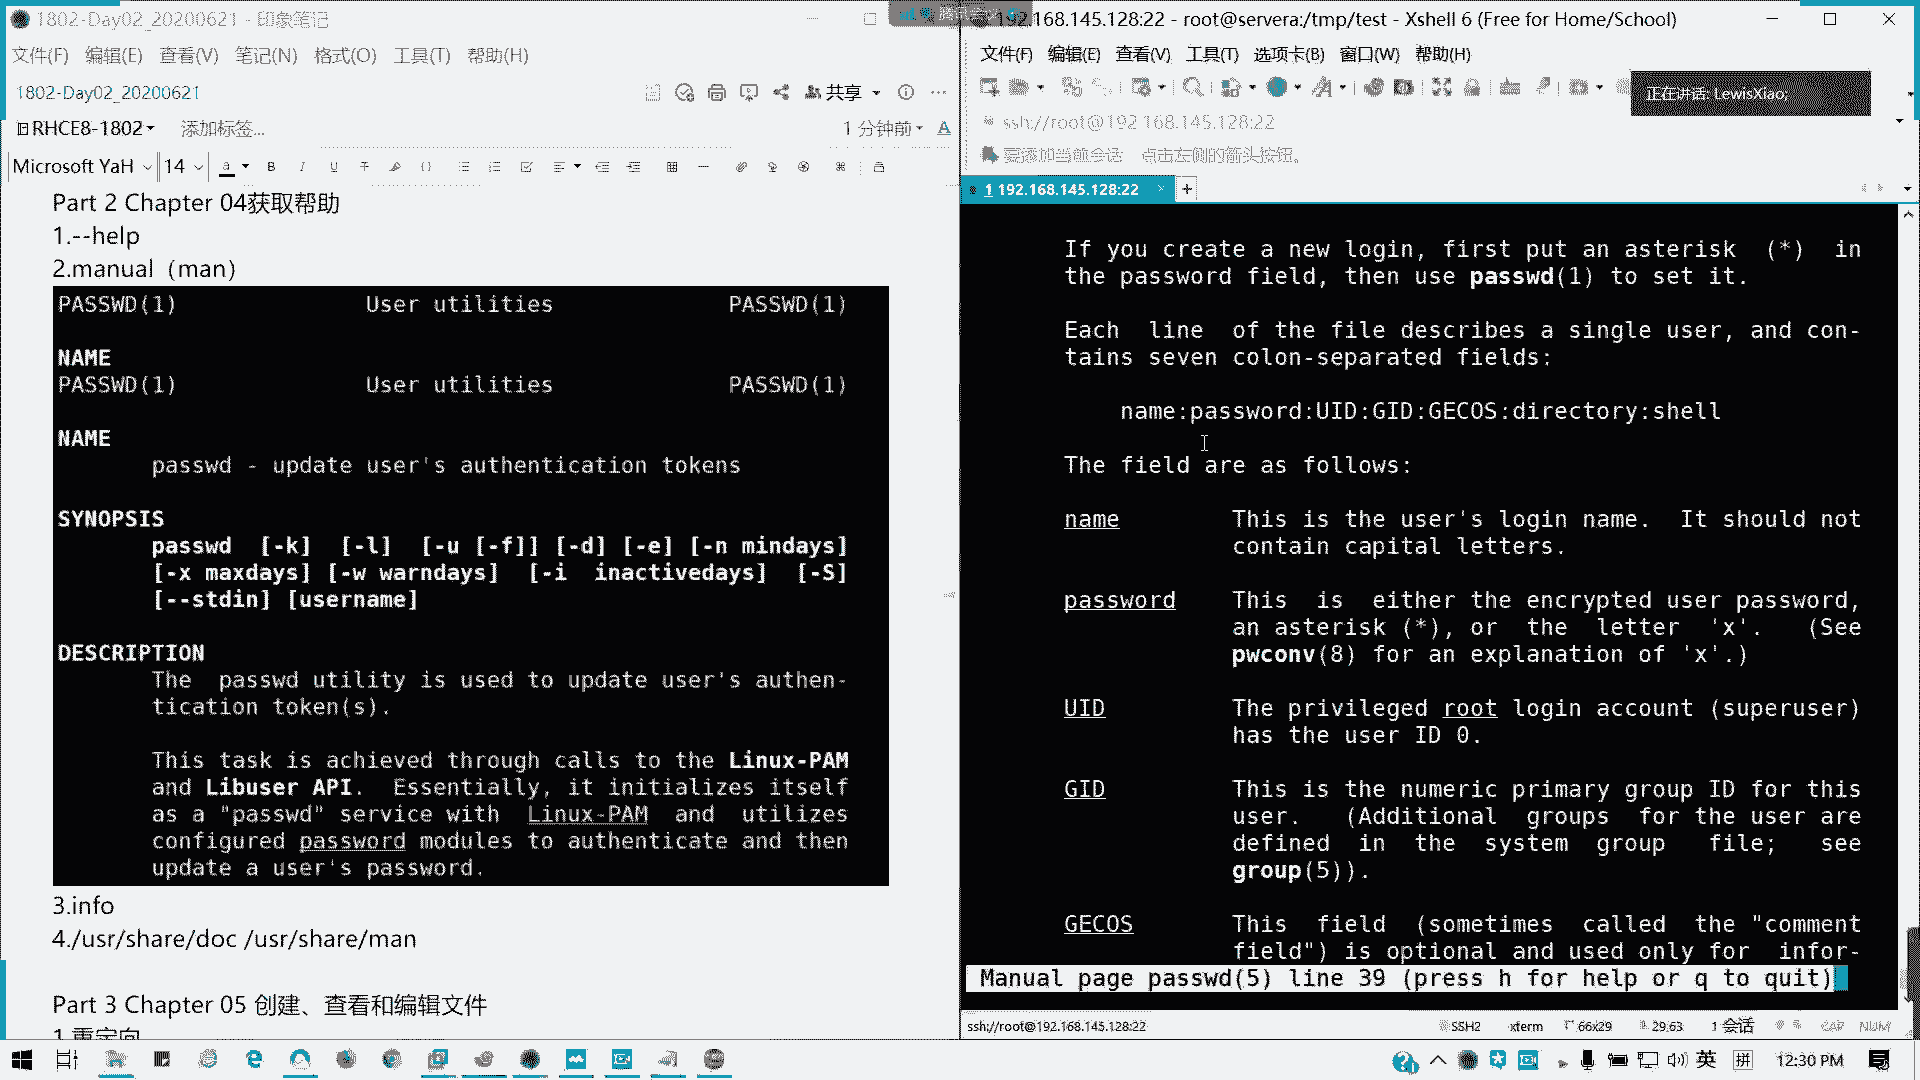 1802-Day02_20200621 - 印象笔记
文件(F) 编辑(E) 查看(V) 笔记(N) 格式(O) 工具(T) 帮助(H)
1802-Day02_20200621
共享
RHCE8-1802
添加标签...
1 分钟前
Microsoft YaH 14
Part 2 Chapter 04获取帮助
1.--help
2.manual（man）
PASSWD(1) User utilities PASSWD(1)
NAME
PASSWD(1) User utilities PASSWD(1)
NAME
passwd - update user's authentication tokens
SYNOPSIS
passwd [-k] [-l] [-u [-f]] [-d] [-e] [-n mindays]
[-x maxdays] [-w warndays] [-i inactivedays] [-S]
[--stdin] [username]
DESCRIPTION
The passwd utility is used to update user's authen-
tication token(s).
This task is achieved through calls to the Linux-PAM
and Libuser API. Essentially, it initializes itself
as a "passwd" service with Linux-PAM and utilizes
configured password modules to authenticate and then
update a user's password.
3.info
4./usr/share/doc /usr/share/man
Part 3 Chapter 05 创建、查看和编辑文件
1.重定向
192.168.145.128:22 - root@servera:/tmp/test - Xshell 6 (Free for Home/School)
文件(F) 编辑(E) 查看(V) 工具(T) 选项卡(B) 窗口(W) 帮助(H)
正在讲话: LewisXiao;
ssh://root@192.168.145.128:22
要添加当前会话，点击左侧的箭头按钮。
1 192.168.145.128:22
If you create a new login, first put an asterisk (*) in
the password field, then use passwd(1) to set it.
Each line of the file describes a single user, and con-
tains seven colon-separated fields:
name:password:UID:GID:GECOS:directory:shell
The field are as follows:
name This is the user's login name. It should not
contain capital letters.
password This is either the encrypted user password,
an asterisk (*), or the letter 'x'. (See
pwconv(8) for an explanation of 'x'.)
UID The privileged root login account (superuser)
has the user ID 0.
GID This is the numeric primary group ID for this
user. (Additional groups for the user are
defined in the system group file; see
group(5)).
GECOS This field (sometimes called the "comment
field") is optional and used only for infor-
Manual page passwd(5) line 39 (press h for help or q to quit)
ssh://root@192.168.145.128:22 SSH2 xterm 66x29 29,63 1 会话 CAP NUM
英 拼 12:30 PM